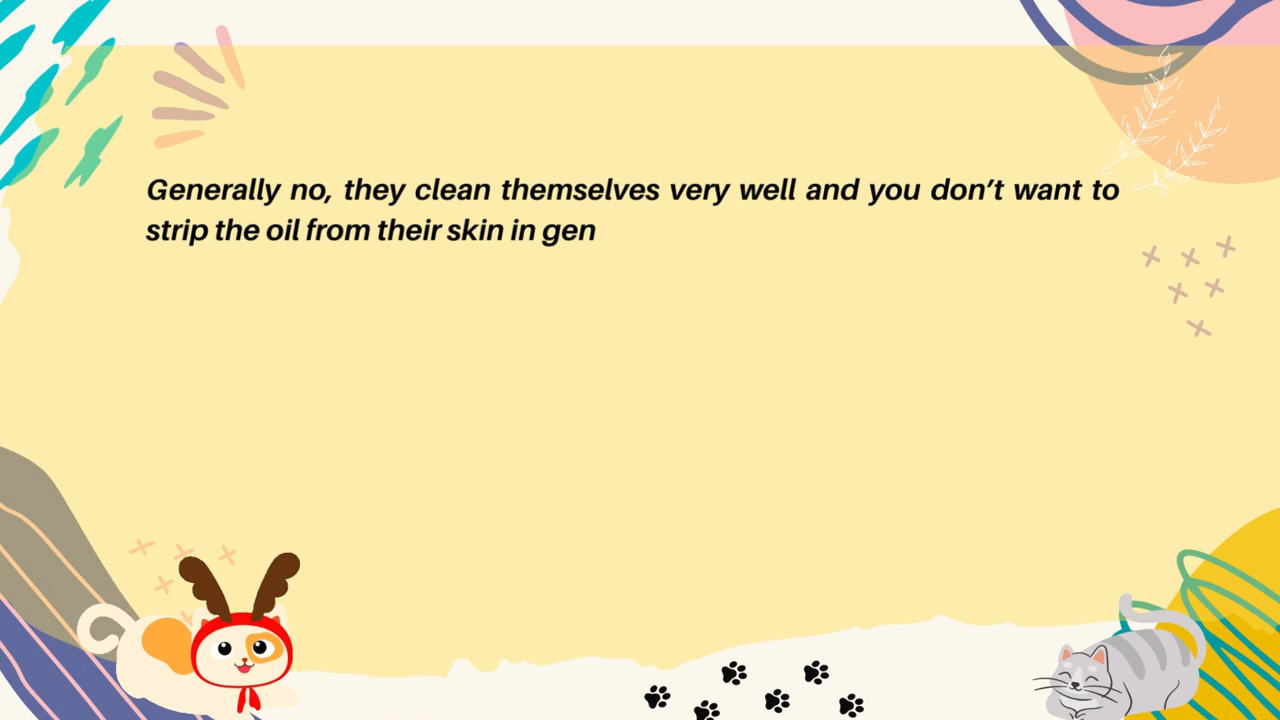 Generally no, they clean themselves very well and you don’t want to
strip the oil from their skin in gen